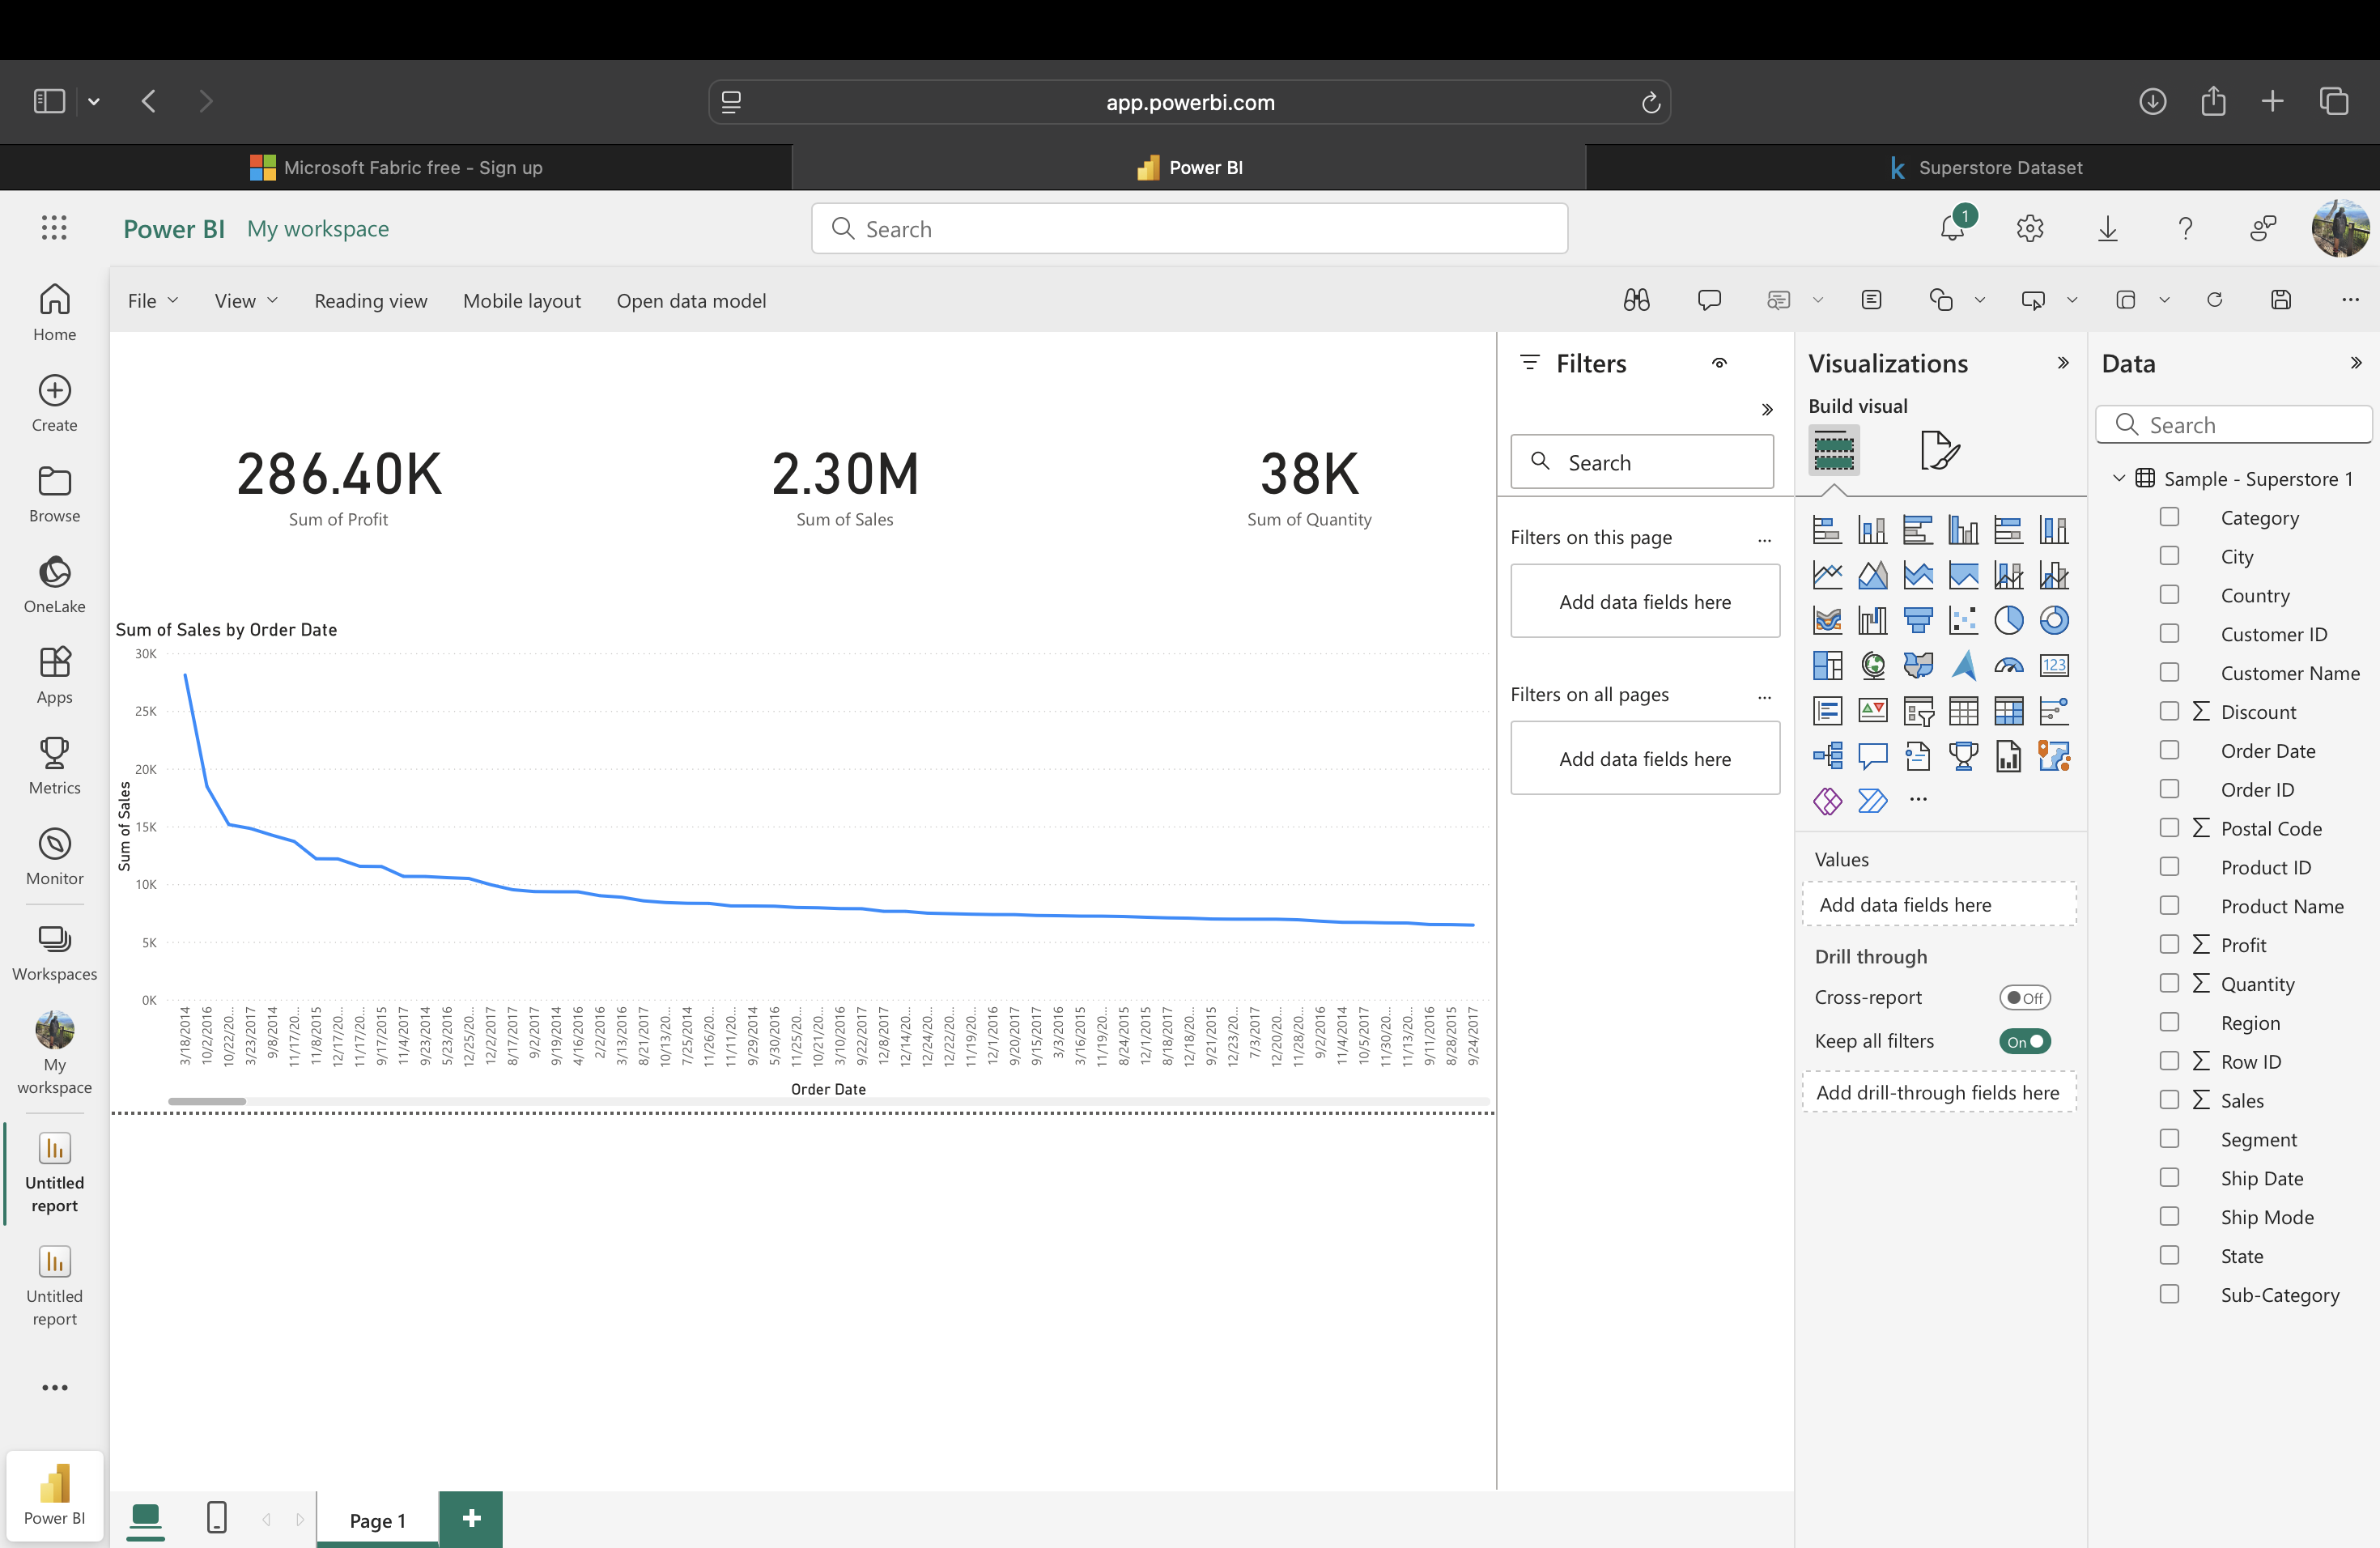 app.powerbi.com
Microsoft Fabric free - Sign up
Power BI
Superstore Dataset
Power BI My workspace
Search
1
File View Reading view Mobile layout Open data model
Home
Create
Browse
OneLake
Apps
Metrics
Monitor
Workspaces
My
workspace
Untitled
report
Untitled
report
Power BI
286.40K
Sum of Profit
2.30M
Sum of Sales
38K
Sum of Quantity
Sum of Sales by Order Date
Sum of Sales
30K
25K
20K
15K
10K
5K
0K
3/18/2014
10/2/2016
10/22/20...
3/23/2017
9/8/2014
11/17/20...
11/8/2015
12/17/20...
11/17/20...
9/17/2015
11/4/2017
9/23/2014
5/23/2016
12/25/20...
12/2/2017
8/17/2017
9/2/2017
9/19/2014
4/16/2016
2/2/2016
3/13/2016
8/21/2017
10/13/20...
7/25/2014
11/26/20...
11/11/20...
9/29/2014
5/30/2016
11/25/20...
10/21/20...
3/10/2016
9/22/2017
12/8/2017
12/14/20...
12/24/20...
12/22/20...
11/19/20...
12/1/2016
9/20/2017
9/15/2017
3/3/2016
3/16/2015
11/19/20...
8/24/2015
12/1/2015
8/18/2017
12/18/20...
9/21/2015
12/23/20...
7/3/2017
12/20/20...
11/28/20...
9/2/2016
11/4/2014
10/5/2017
11/30/20...
11/13/20...
9/11/2016
8/28/2015
9/24/2017
Order Date
Page 1
Filters
Search
Filters on this page
Add data fields here
Filters on all pages
Add data fields here
Visualizations
Build visual
123
Values
Add data fields here
Drill through
Cross-report Off
Keep all filters On
Add drill-through fields here
Data
Search
Sample - Superstore 1
Category
City
Country
Customer ID
Customer Name
Discount
Order Date
Order ID
Postal Code
Product ID
Product Name
Profit
Quantity
Region
Row ID
Sales
Segment
Ship Date
Ship Mode
State
Sub-Category